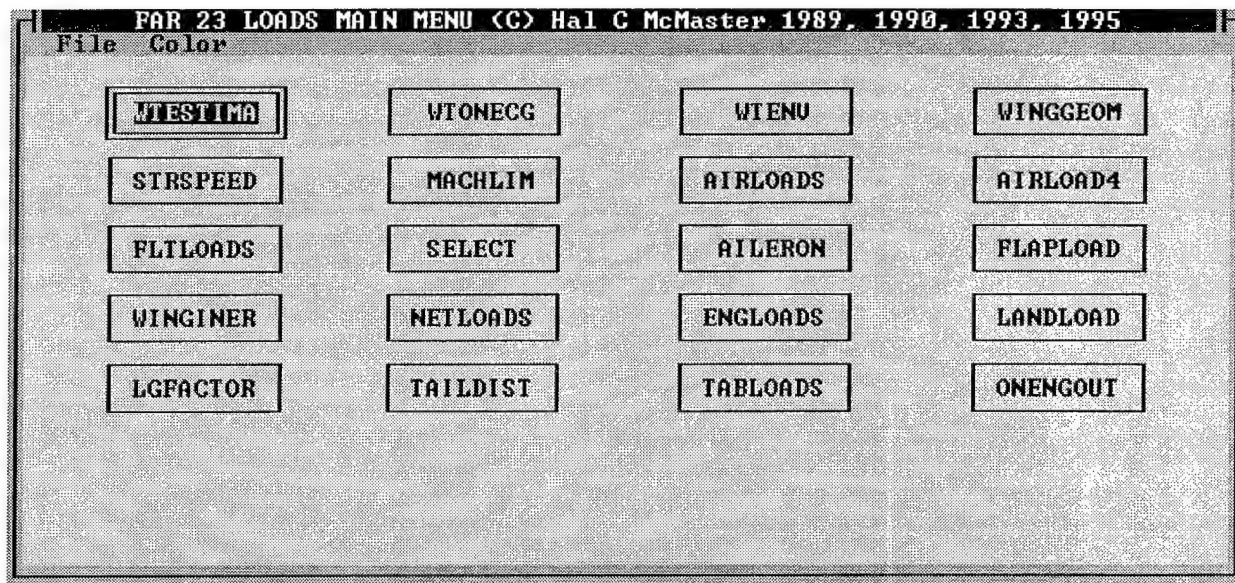 FAR 23 LOADS MAIN MENU (C) Hal C McMaster 1989, 1990, 1993, 1995
File Color
WTESTIMA WTONECG WTENV WINGGEOM
STRSPEED MACHLIM AIRLOADS AIRLOAD4
FLTLOADS SELECT AILERON FLAPLOAD
WINGINER NETLOADS ENGLOADS LANDLOAD
LGFACTOR TAILDIST TABLOADS ONENGOUT